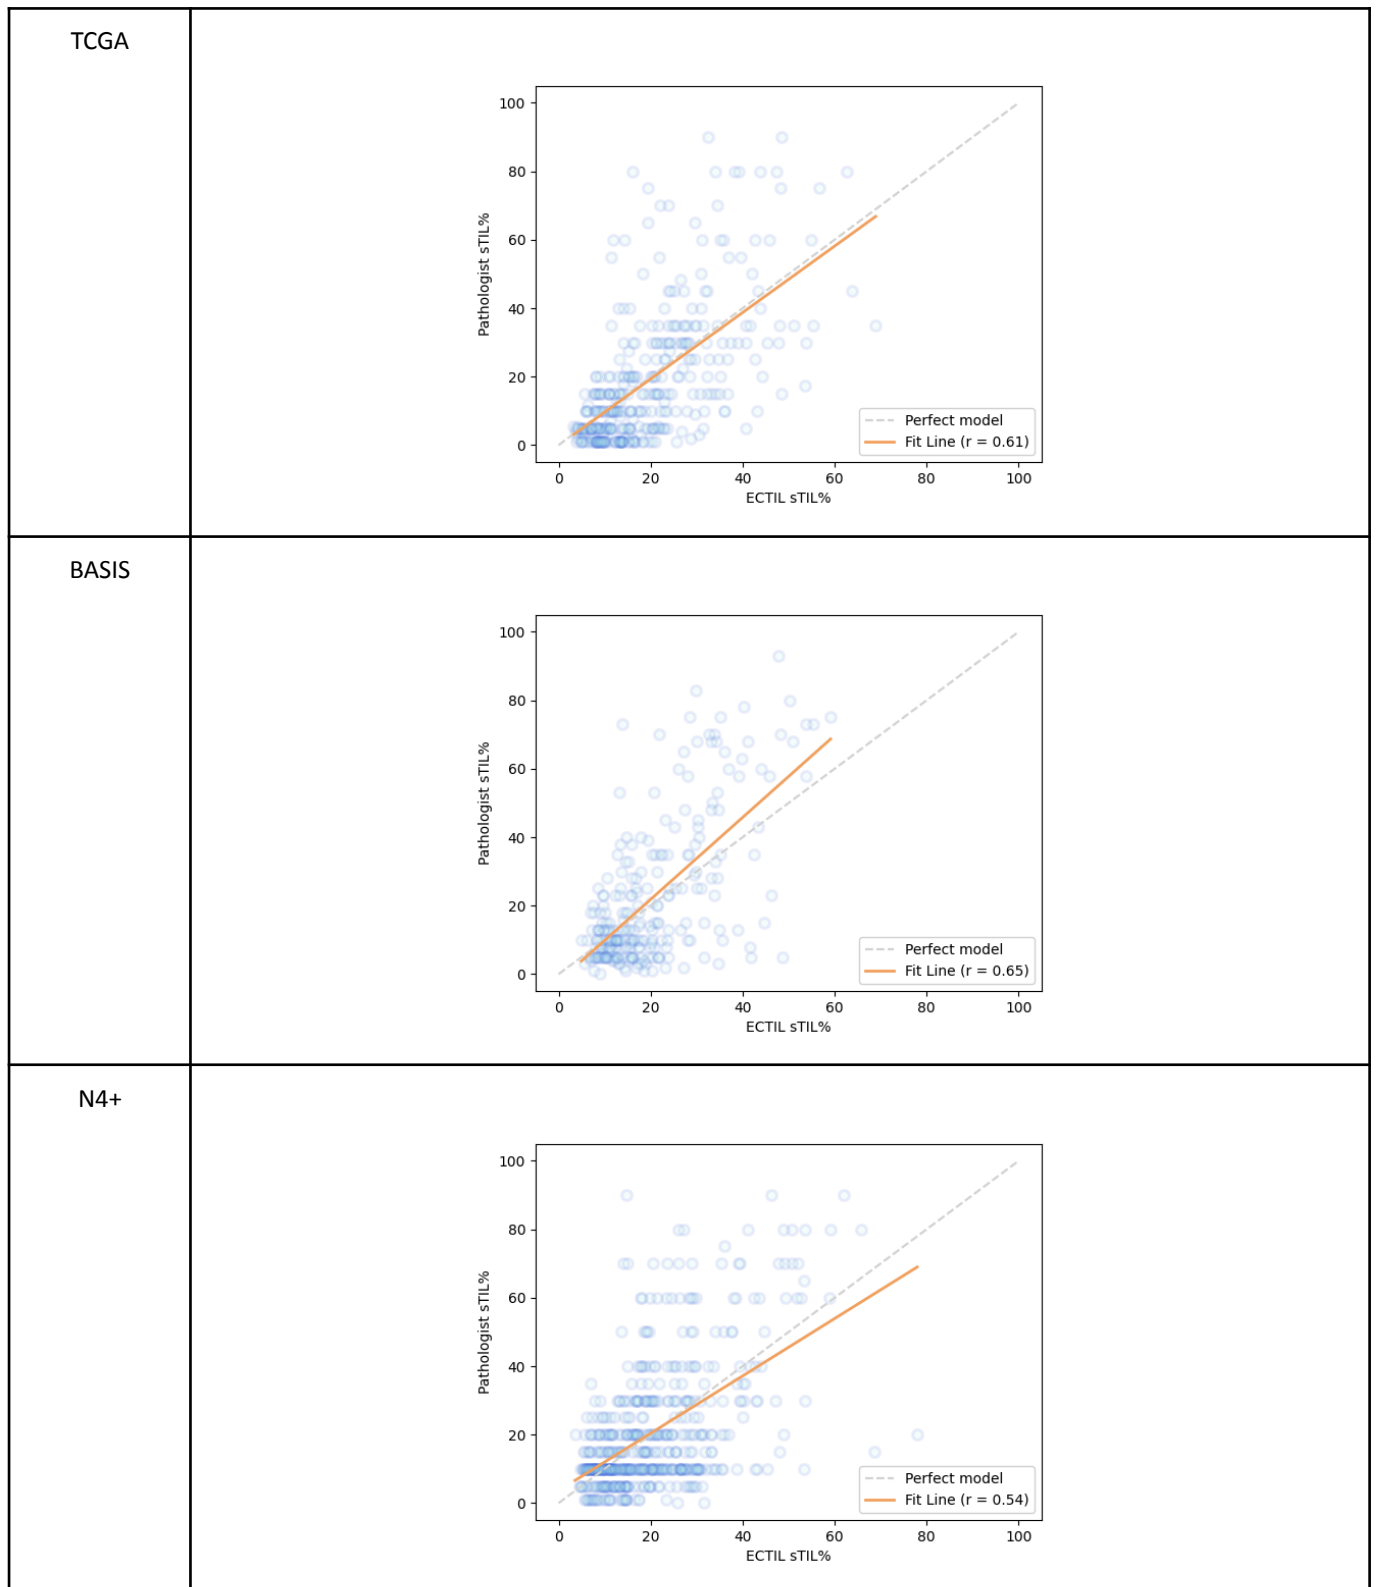 TCGA
100
80
60
40
20
0
Pathologist sTIL%
0 20 40 60 80 100
ECTIL sTIL%
Perfect model
Fit Line (r = 0.61)
BASIS
100
80
60
40
20
0
Pathologist sTIL%
0 20 40 60 80 100
ECTIL sTIL%
Perfect model
Fit Line (r = 0.65)
N4+
100
80
60
40
20
0
Pathologist sTIL%
0 20 40 60 80 100
ECTIL sTIL%
Perfect model
Fit Line (r = 0.54)